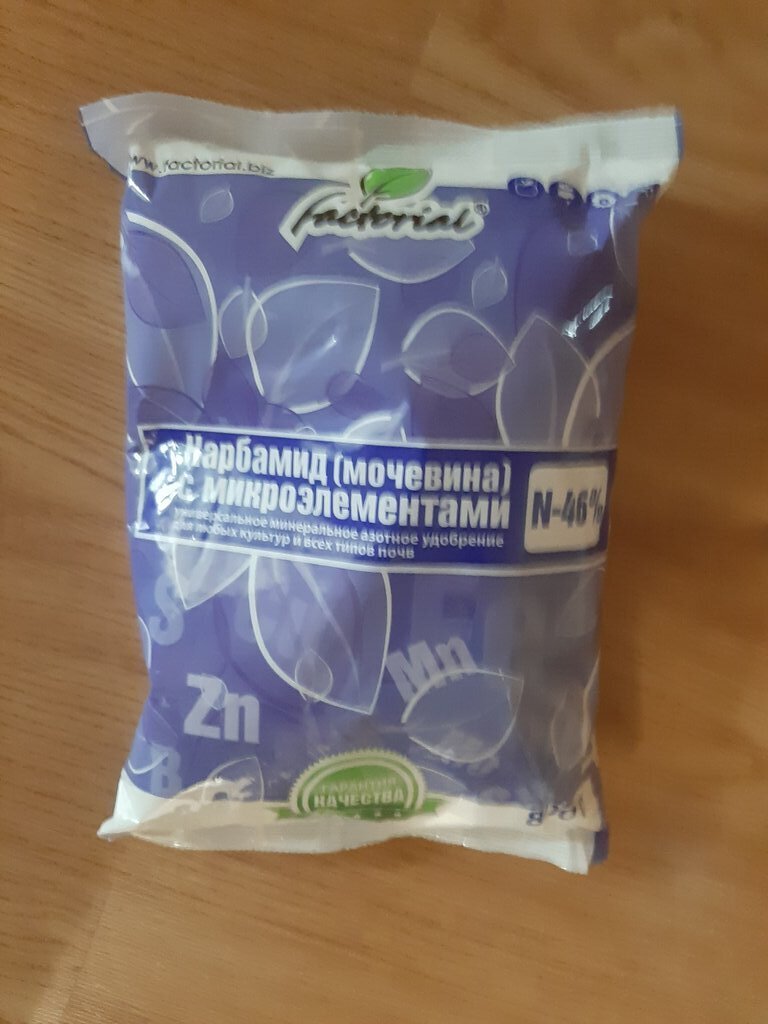 www.factorial.biz
factorial®
Карбамид (мочевина)
с микроэлементами
N-46%
универсальное минеральное азотное удобрение
для любых культур и всех типов почв
S
Mn
Zn
B
ГАРАНТИЯ
КАЧЕСТВА